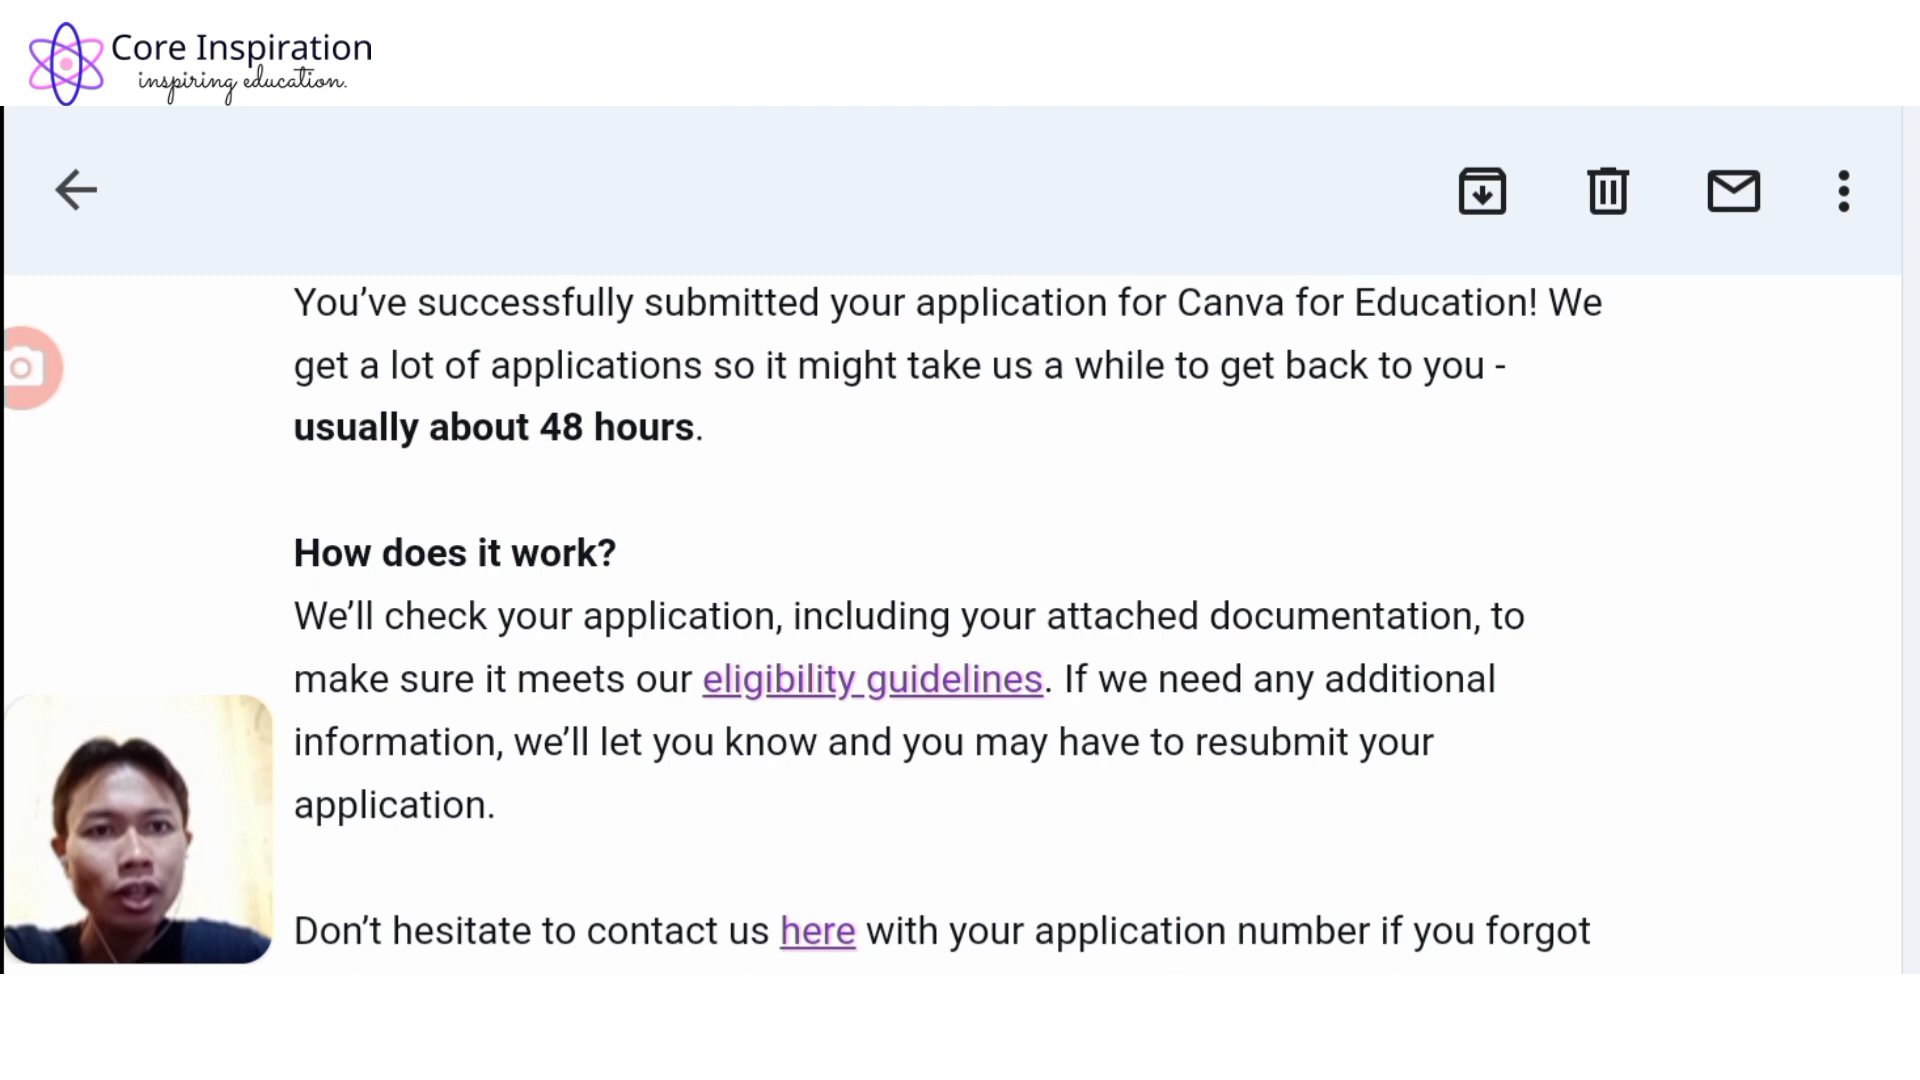 Core Inspiration
inspiring education.
You’ve successfully submitted your application for Canva for Education! We
get a lot of applications so it might take us a while to get back to you -
usually about 48 hours.
How does it work?
We’ll check your application, including your attached documentation, to
make sure it meets our eligibility guidelines. If we need any additional
information, we’ll let you know and you may have to resubmit your
application.
Don’t hesitate to contact us here with your application number if you forgot